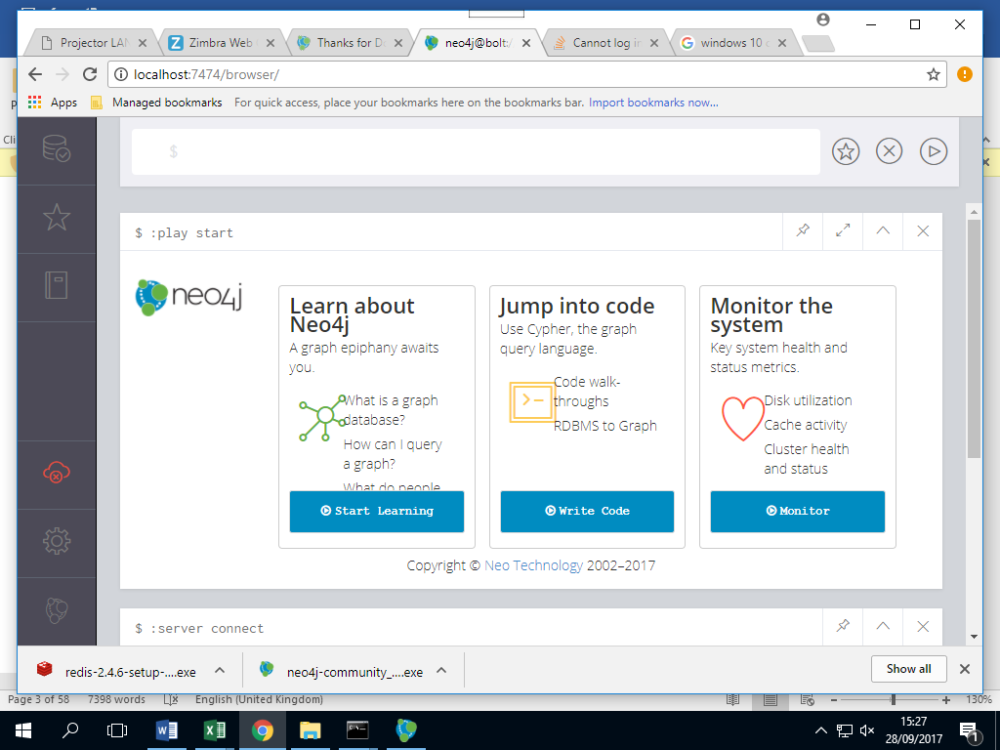 Projector LAN
Zimbra Web
Thanks for Do
neo4j@bolt:/
Cannot log in
windows 10 c
localhost:7474/browser/
Apps
Managed bookmarks
For quick access, place your bookmarks here on the bookmarks bar.
Import bookmarks now...
Cli
$
$ :play start
neo4j
Learn about
Neo4j
A graph epiphany awaits
you.
What is a graph
database?
How can I query
a graph?
What do people
Start Learning
Jump into code
Use Cypher, the graph
query language.
Code walk-
throughs
RDBMS to Graph
Write Code
Monitor the
system
Key system health and
status metrics.
Disk utilization
Cache activity
Cluster health
and status
Monitor
Copyright © Neo Technology 2002–2017
$ :server connect
redis-2.4.6-setup-....exe
neo4j-community_....exe
Show all
Page 3 of 58
7398 words
English (United Kingdom)
130%
15:27
28/09/2017
1